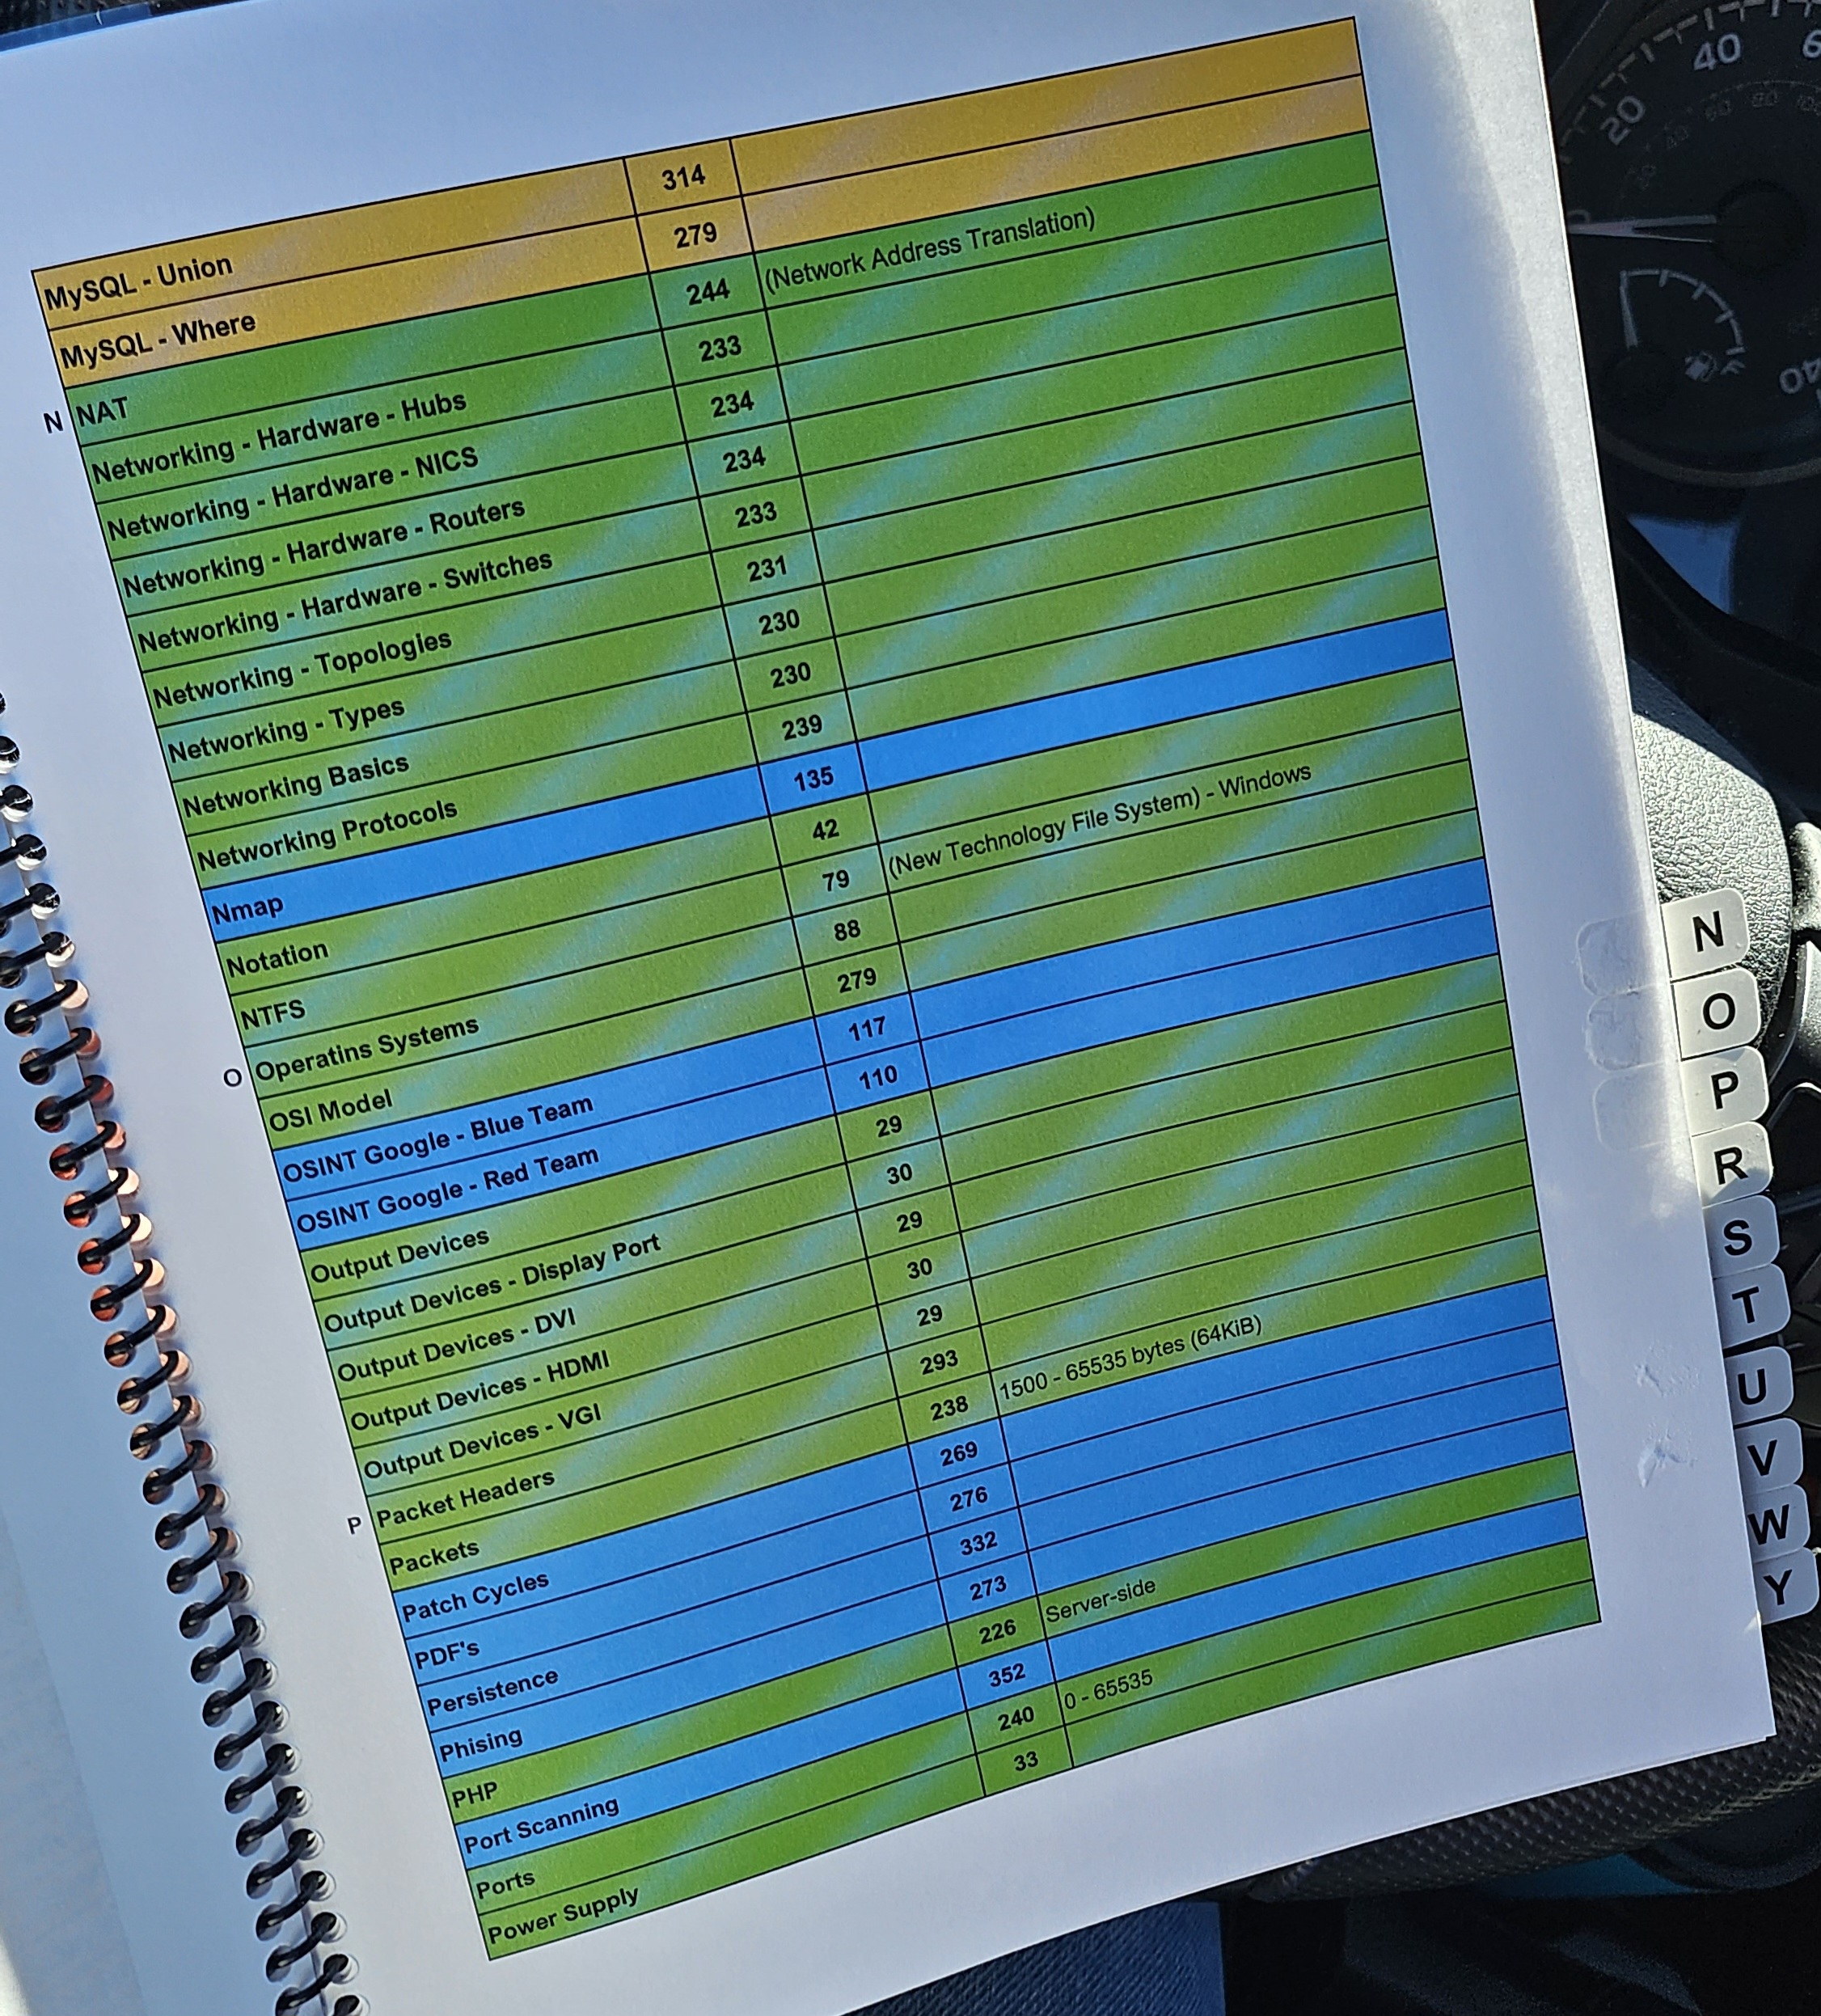 MySQL - Union 314
MySQL - Where 279
N NAT 244 (Network Address Translation)
Networking - Hardware - Hubs 233
Networking - Hardware - NICS 234
Networking - Hardware - Routers 234
Networking - Hardware - Switches 233
Networking - Topologies 231
Networking - Types 230
Networking Basics 230
Networking Protocols 239
Nmap 135
Notation 42
NTFS 79 (New Technology File System) - Windows
O Operatins Systems 88
OSI Model 279
OSINT Google - Blue Team 117
OSINT Google - Red Team 110
Output Devices 29
Output Devices - Display Port 30
Output Devices - DVI 29
Output Devices - HDMI 30
Output Devices - VGI 29
P Packet Headers 293
Packets 238 1500 - 65535 bytes (64KiB)
Patch Cycles 269
PDF's 276
Persistence 332
Phising 273
PHP 226 Server-side
Port Scanning 352
Ports 240 0 - 65535
Power Supply 33
N
O
P
R
S
T
U
V
W
Y
20
40